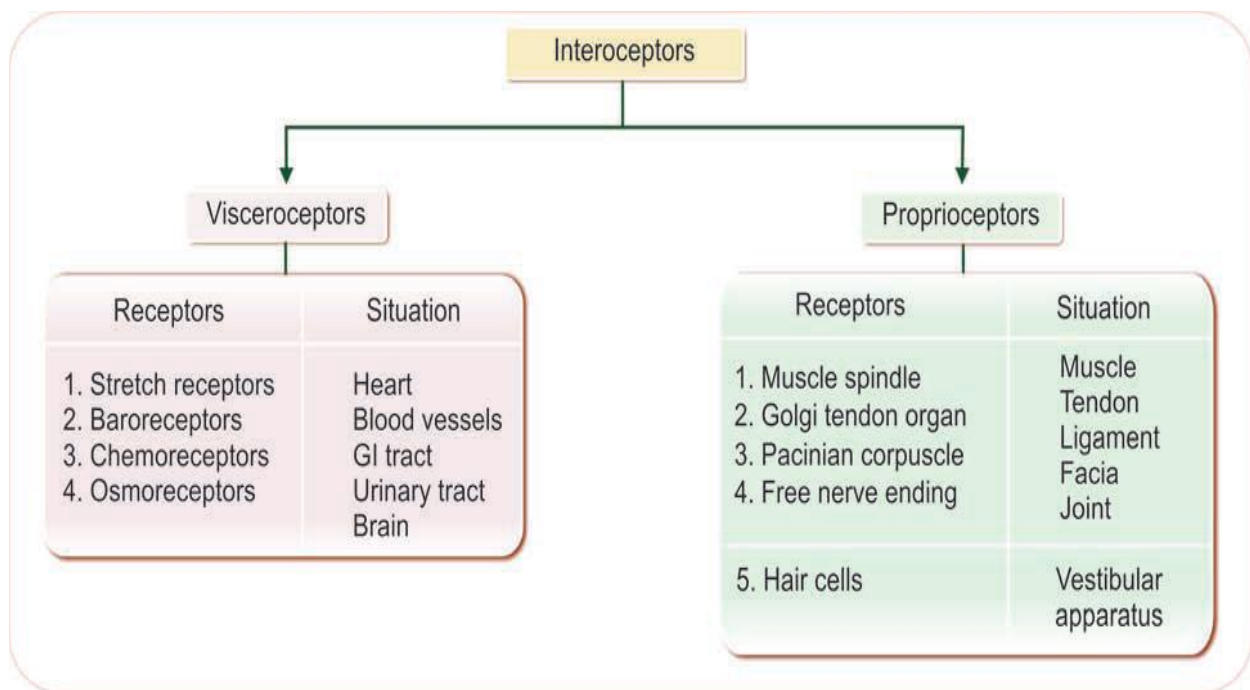 Interoceptors
Visceroceptors
Receptors
Situation
1. Stretch receptors
2. Baroreceptors
3. Chemoreceptors
4. Osmoreceptors
Heart
Blood vessels
GI tract
Urinary tract
Brain
Proprioceptors
Receptors
Situation
1. Muscle spindle
2. Golgi tendon organ
3. Pacinian corpuscle
4. Free nerve ending
Muscle
Tendon
Ligament
Facia
Joint
5. Hair cells
Vestibular
apparatus